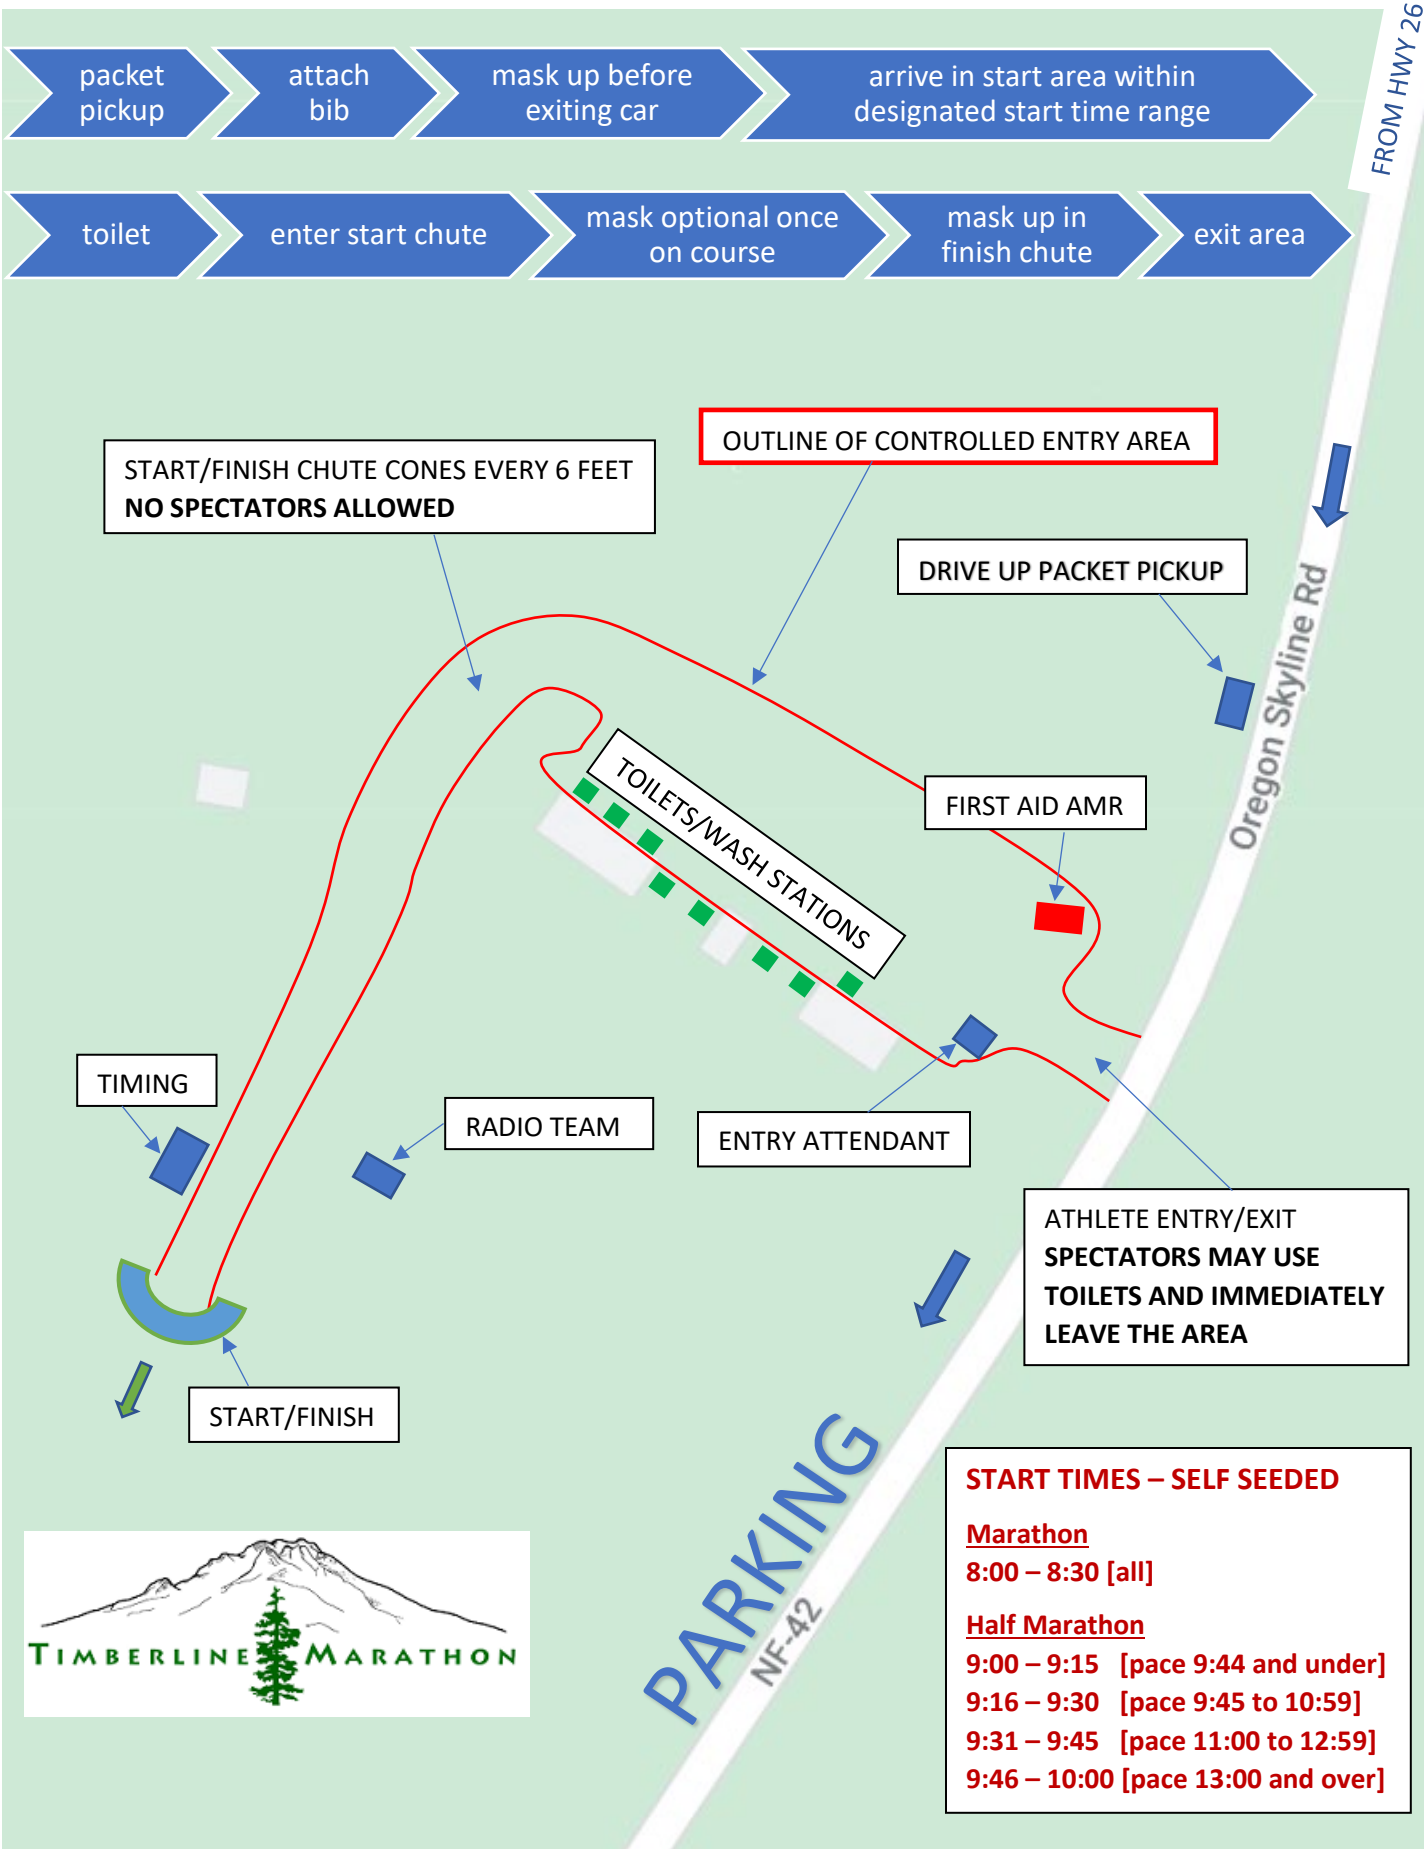 FROM HWY 26
packet
pickup
attach
bib
mask up before
exiting car
arrive in start area within
designated start time range
toilet
enter start chute
mask optional once
on course
mask up in
finish chute
exit area
OUTLINE OF CONTROLLED ENTRY AREA
START/FINISH CHUTE CONES EVERY 6 FEET
NO SPECTATORS ALLOWED
DRIVE UP PACKET PICKUP
Oregon Skyline Rd
TOILETS/WASH STATIONS
FIRST AID AMR
TIMING
RADIO TEAM
ENTRY ATTENDANT
ATHLETE ENTRY/EXIT
SPECTATORS MAY USE
TOILETS AND IMMEDIATELY
LEAVE THE AREA
START/FINISH
PARKING
NF-42
START TIMES – SELF SEEDED
Marathon
8:00 – 8:30 [all]
Half Marathon
9:00 – 9:15 [pace 9:44 and under]
9:16 – 9:30 [pace 9:45 to 10:59]
9:31 – 9:45 [pace 11:00 to 12:59]
9:46 – 10:00 [pace 13:00 and over]
TIMBERLINE MARATHON